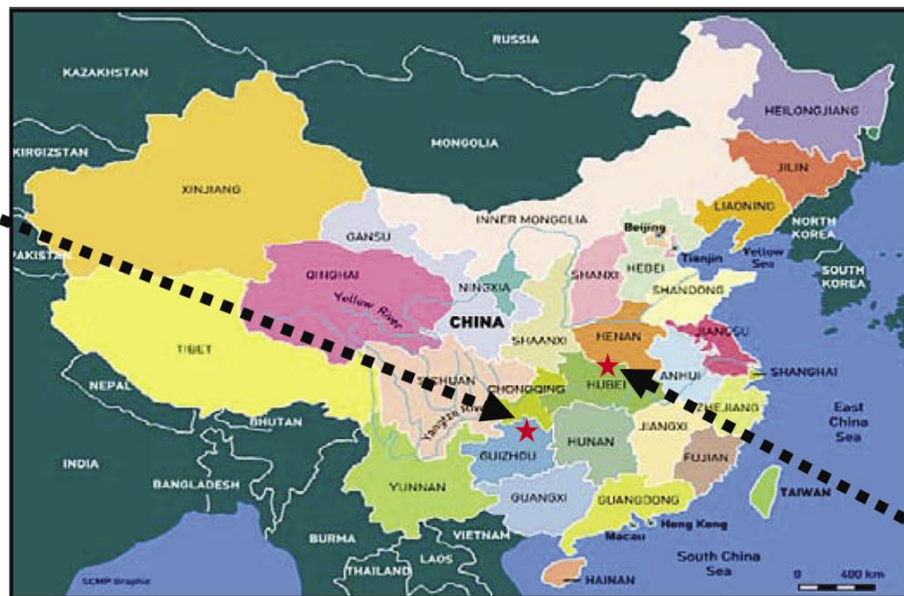 RUSSIA
KAZAKHSTAN
HEILONGJIANG
MONGOLIA
KIRGIZSTAN
JILIN
XINJIANG
LIAONING
INNER MONGOLIA
NORTH
KOREA
Beijing
GANSU
PAKISTAN
Tianjin
Yellow
Sea
SHANXI
HEBEI
SOUTH
KOREA
QINGHAI
NINGXIA
SHANDONG
Yellow River
CHINA
HENAN
JIANGSU
SHAANXI
TIBET
SHANGHAI
ANHUI
SICHUAN
CHONGQING
HUBEI
NEPAL
ZHEJIANG
East
China
Sea
Yangtze River
BHUTAN
JIANGXI
HUNAN
GUIZHOU
FUJIAN
INDIA
BANGLADESH
YUNNAN
GUANGXI
GUANGDONG
TAIWAN
Hong Kong
Macau
BURMA
VIETNAM
LAOS
THAILAND
South China
Sea
SCMP Graphic
HAINAN
0 400 km